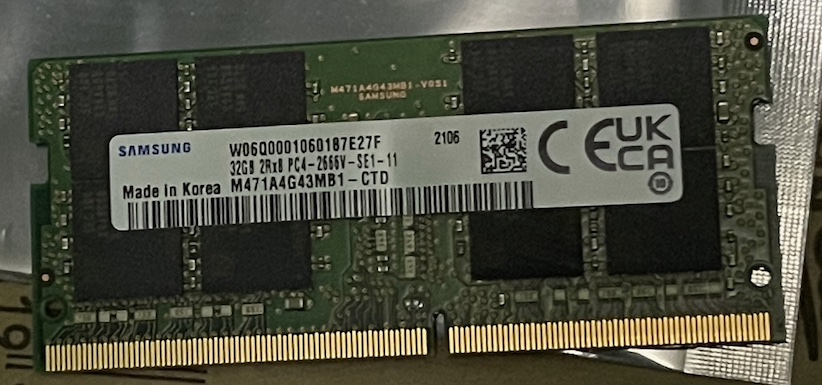 M471A4G43MB1-V0S1
SAMSUNG
SAMSUNG
W06Q0001060187E27F
2106
32GB 2Rx8 PC4-2666V-SE1-11
Made in Korea
M471A4G43MB1-CTD
CE
UK
CA
10